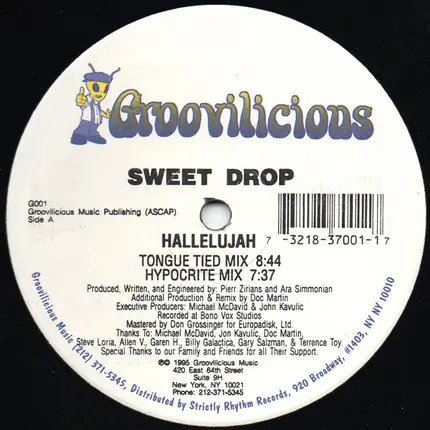 Groovilicious
SWEET DROP
G001
Groovilicious Music Publishing (ASCAP)
Side A
7 -3218-37001-1 7
HALLELUJAH
TONGUE TIED MIX 8:44
HYPOCRITE MIX 7:37
Produced, Written, and Engineered by: Pierr Zirians and Ara Simmonian
Additional Production & Remix by Doc Martin
Executive Producers: Michael McDavid & John Kavulic
Recorded at Bono Vox Studios
Mastered by Don Grossinger for Europadisk, Ltd.
Thanks To: Michael McDavid, Jon Kavulic, Doc Martin,
Steve Loria, Allen V., Garen H., Billy Galactica, Gary Salzman, & Terrence Toy.
Special Thanks to our Family and Friends for all Their Support.
℗© 1995 Groovilicious Music
420 East 64th Street
Suite 9H
New York, NY 10021
Phone: 212-371-5345
Groovilicious Music (212) 371-5345, Distributed by Strictly Rhythm Records, 920 Broadway, #1403, NY NY 10010